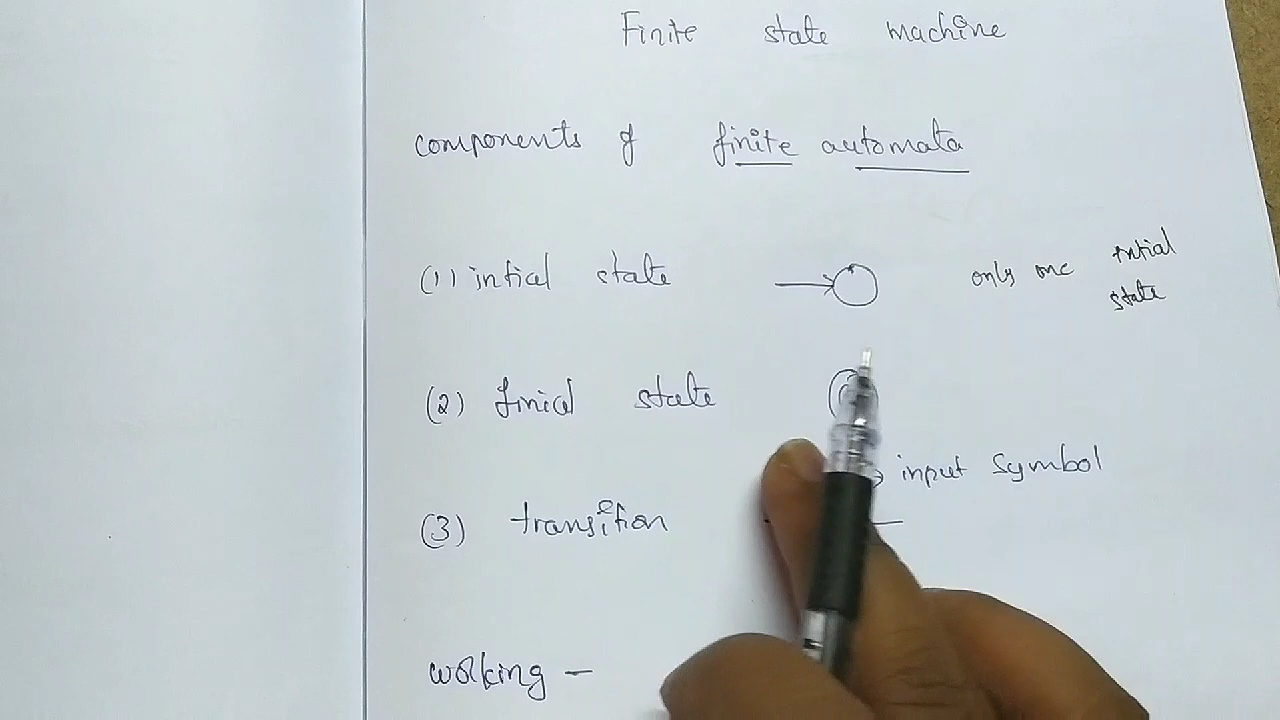 Finite state machine
components of finite automata
(1) intial state only one intial state
(2) finial state
input symbol
(3) transition
working -